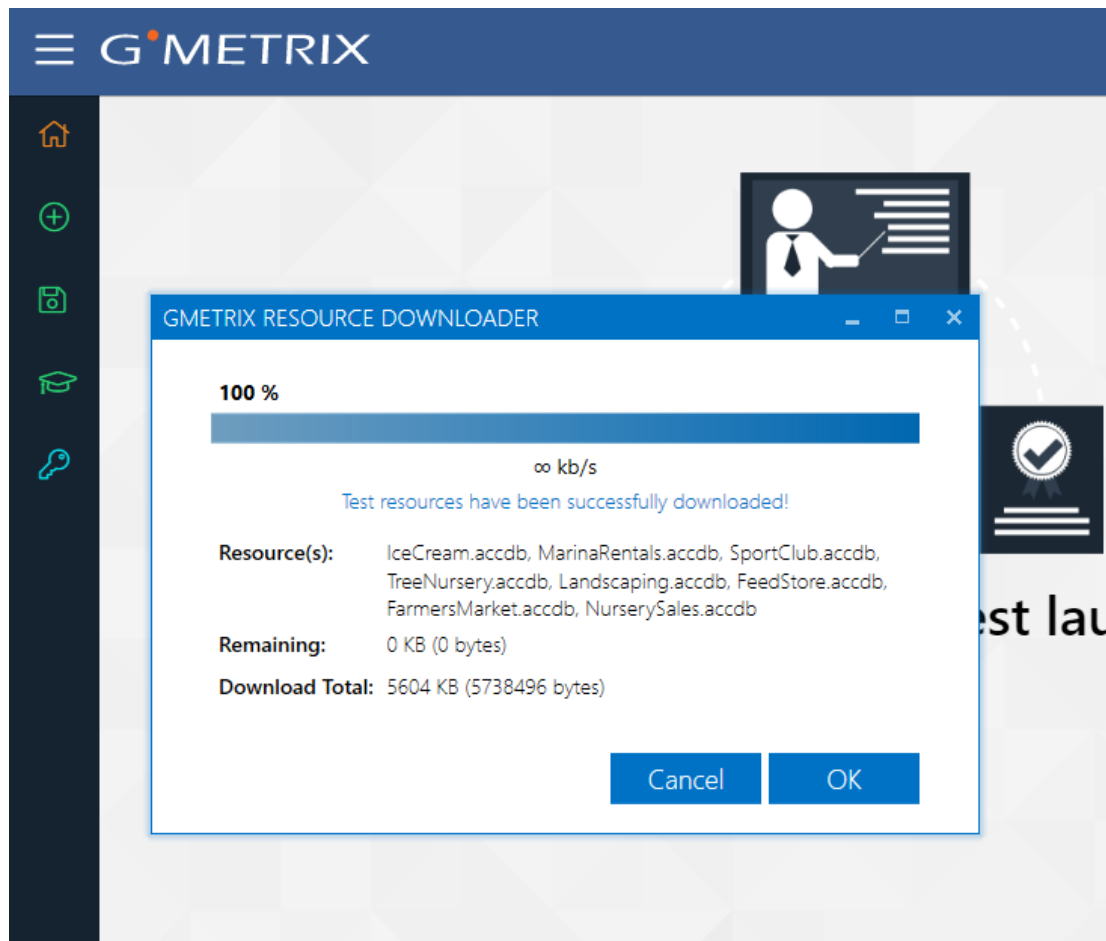 G METRIX
GMETRIX RESOURCE DOWNLOADER
100 %
∞ kb/s
Test resources have been successfully downloaded!
Resource(s): IceCream.accdb, MarinaRentals.accdb, SportClub.accdb,
TreeNursery.accdb, Landscaping.accdb, FeedStore.accdb,
FarmersMarket.accdb, NurserySales.accdb
Remaining: 0 KB (0 bytes)
Download Total: 5604 KB (5738496 bytes)
Cancel OK